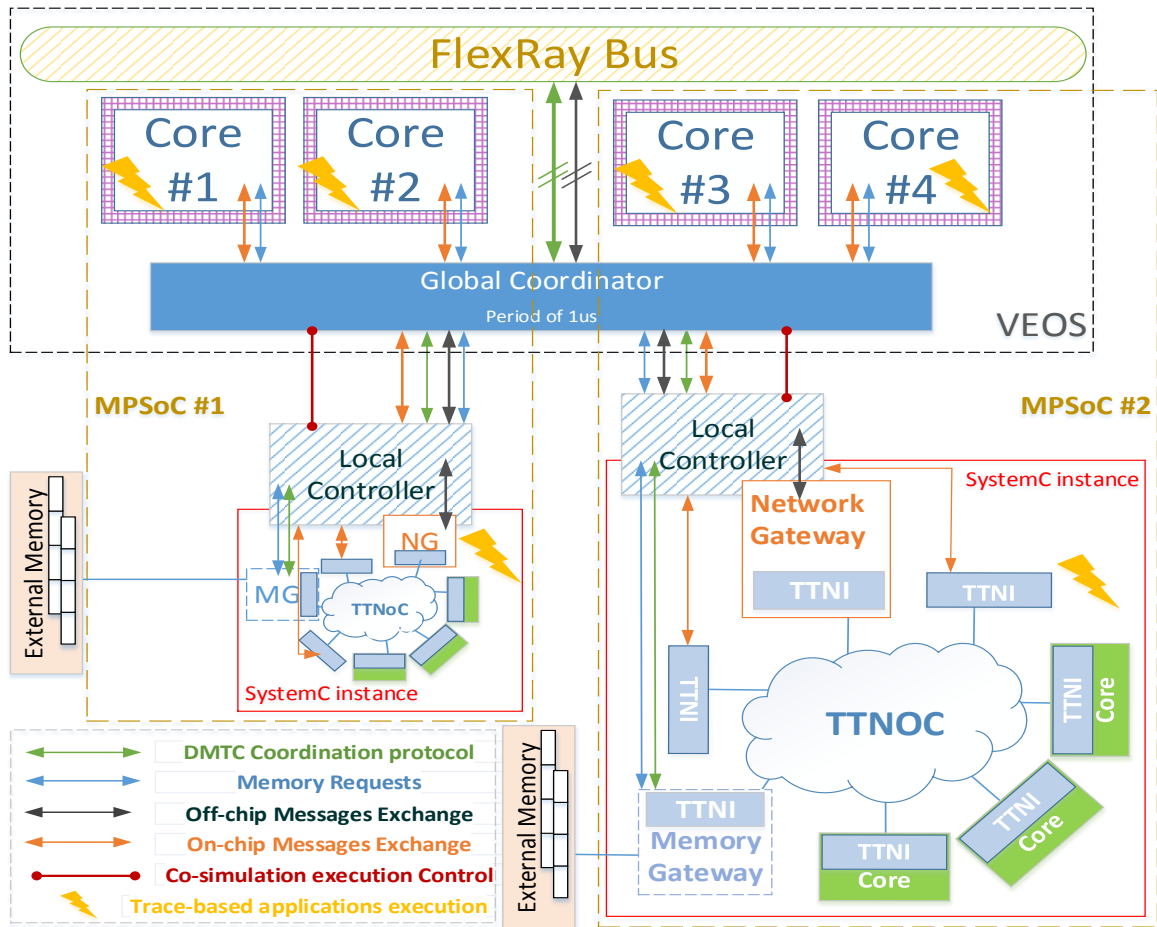 FlexRay Bus
Core
#1
Core
#2
Core
#3
Core
#4
Global Coordinator
Period of 1us
VEOS
MPSoC #1
MPSoC #2
Local
Controller
Local
Controller
SystemC instance
Network
Gateway
TTNI
TTNI
External Memory
NG
MG
TTNoC
SystemC instance
TTNI
TTNI
Core
TTNOC
TTNI
Core
TTNI
Core
TTNI
Memory
Gateway
External Memory
DMTC Coordination protocol
Memory Requests
Off-chip Messages Exchange
On-chip Messages Exchange
Co-simulation execution Control
Trace-based applications execution